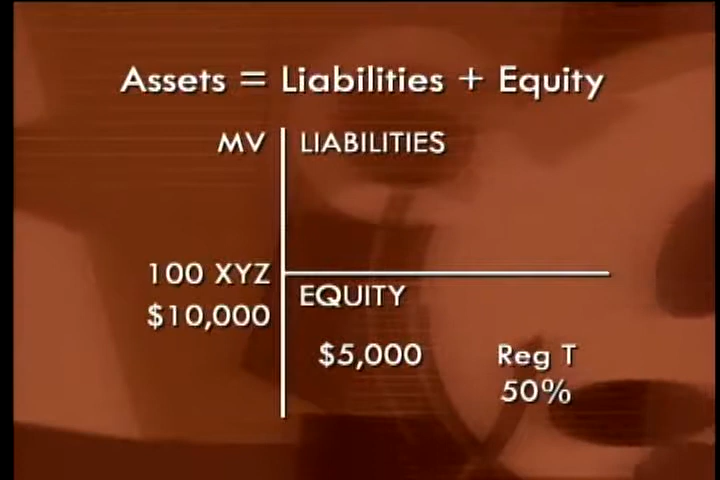 Assets = Liabilities + Equity
MV LIABILITIES
100 XYZ
EQUITY
$10,000
$5,000 Reg T
50%